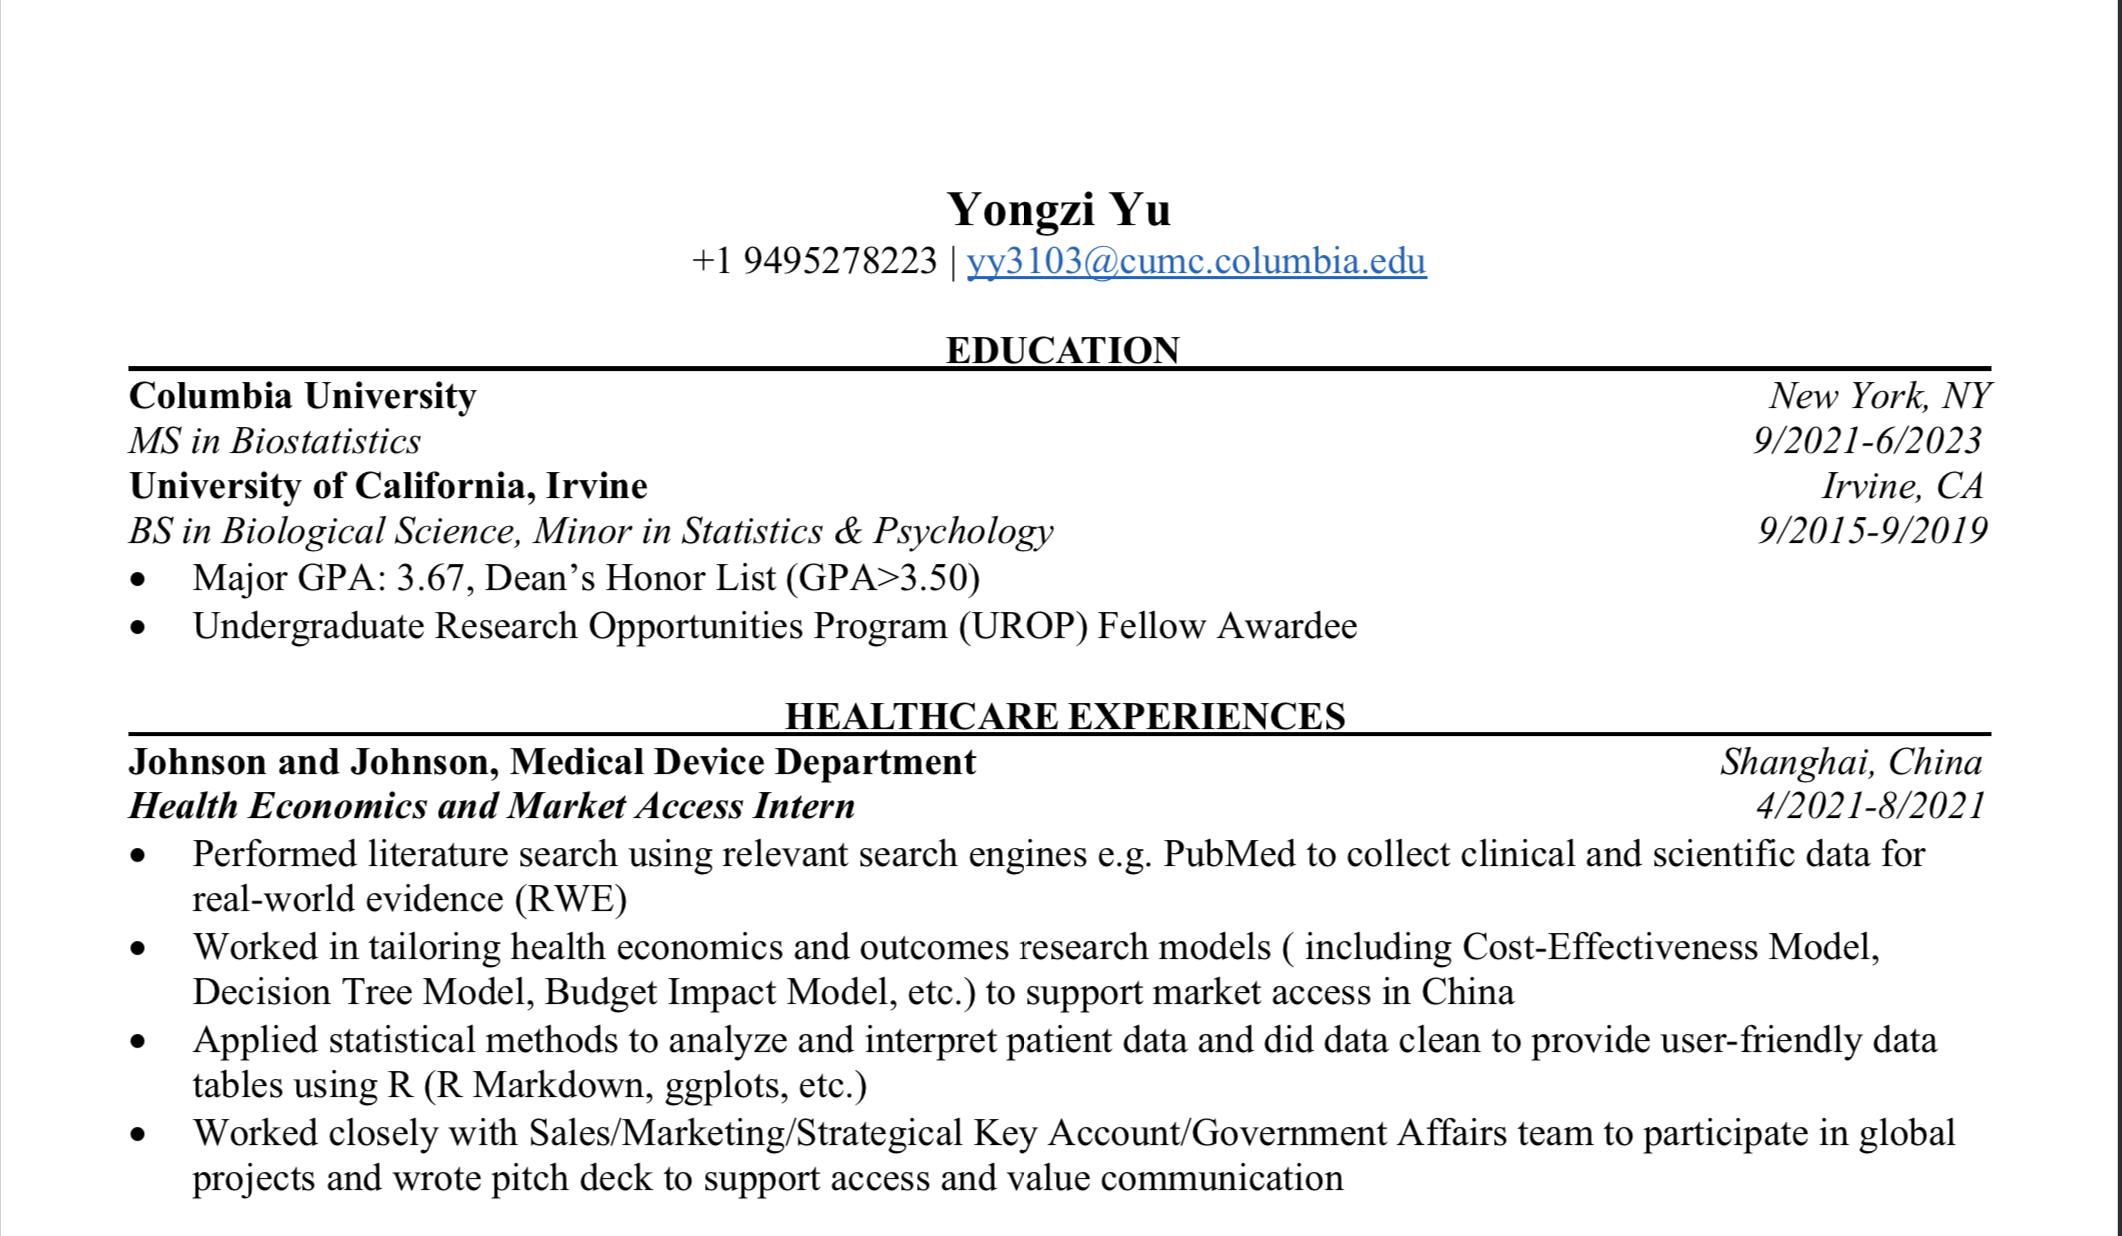 Yongzi Yu
+1 9495278223 | yy3103@cumc.columbia.edu
EDUCATION
Columbia University New York, NY
MS in Biostatistics 9/2021-6/2023
University of California, Irvine Irvine, CA
BS in Biological Science, Minor in Statistics & Psychology 9/2015-9/2019
• Major GPA: 3.67, Dean’s Honor List (GPA>3.50)
• Undergraduate Research Opportunities Program (UROP) Fellow Awardee
HEALTHCARE EXPERIENCES
Johnson and Johnson, Medical Device Department Shanghai, China
Health Economics and Market Access Intern 4/2021-8/2021
• Performed literature search using relevant search engines e.g. PubMed to collect clinical and scientific data for
real-world evidence (RWE)
• Worked in tailoring health economics and outcomes research models ( including Cost-Effectiveness Model,
Decision Tree Model, Budget Impact Model, etc.) to support market access in China
• Applied statistical methods to analyze and interpret patient data and did data clean to provide user-friendly data
tables using R (R Markdown, ggplots, etc.)
• Worked closely with Sales/Marketing/Strategical Key Account/Government Affairs team to participate in global
projects and wrote pitch deck to support access and value communication